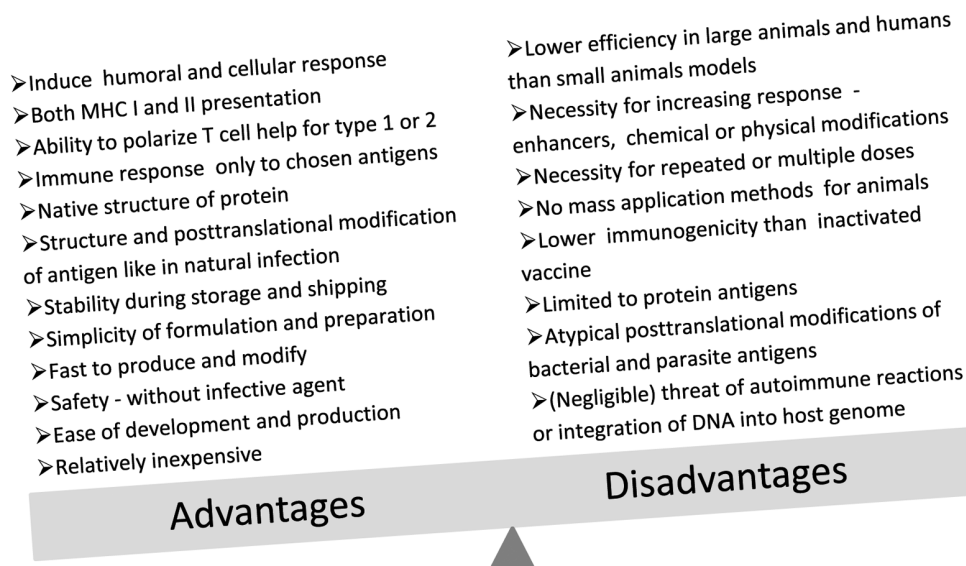 ➢Induce humoral and cellular response
➢Both MHC I and II presentation
➢Ability to polarize T cell help for type 1 or 2
➢Immune response only to chosen antigens
➢Native structure of protein
➢Structure and posttranslational modification
of antigen like in natural infection
➢Stability during storage and shipping
➢Simplicity of formulation and preparation
➢Fast to produce and modify
➢Safety - without infective agent
➢Ease of development and production
➢Relatively inexpensive
Advantages
➢Lower efficiency in large animals and humans
than small animals models
➢Necessity for increasing response -
enhancers, chemical or physical modifications
➢Necessity for repeated or multiple doses
➢No mass application methods for animals
➢Lower immunogenicity than inactivated
vaccine
➢Limited to protein antigens
➢Atypical posttranslational modifications of
bacterial and parasite antigens
➢(Negligible) threat of autoimmune reactions
or integration of DNA into host genome
Disadvantages